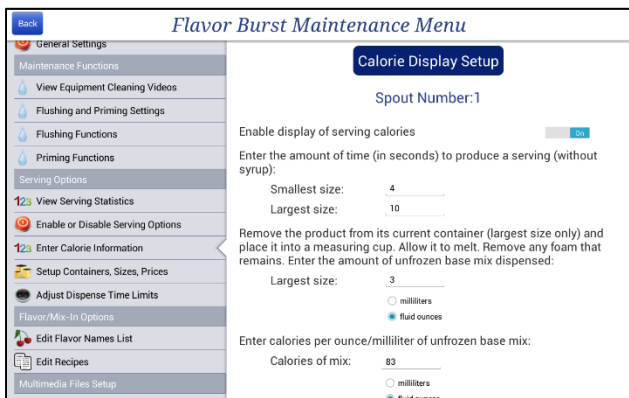 Back
Flavor Burst Maintenance Menu
General Settings
Maintenance Functions
View Equipment Cleaning Videos
Flushing and Priming Settings
Flushing Functions
Priming Functions
Serving Options
123 View Serving Statistics
Enable or Disable Serving Options
123 Enter Calorie Information
Setup Containers, Sizes, Prices
Adjust Dispense Time Limits
Flavor/Mix-In Options
Edit Flavor Names List
Edit Recipes
Multimedia Files Setup
Calorie Display Setup
Spout Number:1
Enable display of serving calories On
Enter the amount of time (in seconds) to produce a serving (without
syrup):
Smallest size: 4
Largest size: 10
Remove the product from its current container (largest size only) and
place it into a measuring cup. Allow it to melt. Remove any foam that
remains. Enter the amount of unfrozen base mix dispensed:
Largest size: 3
milliliters
fluid ounces
Enter calories per ounce/milliliter of unfrozen base mix:
Calories of mix: 83
milliliters
fluid ounces